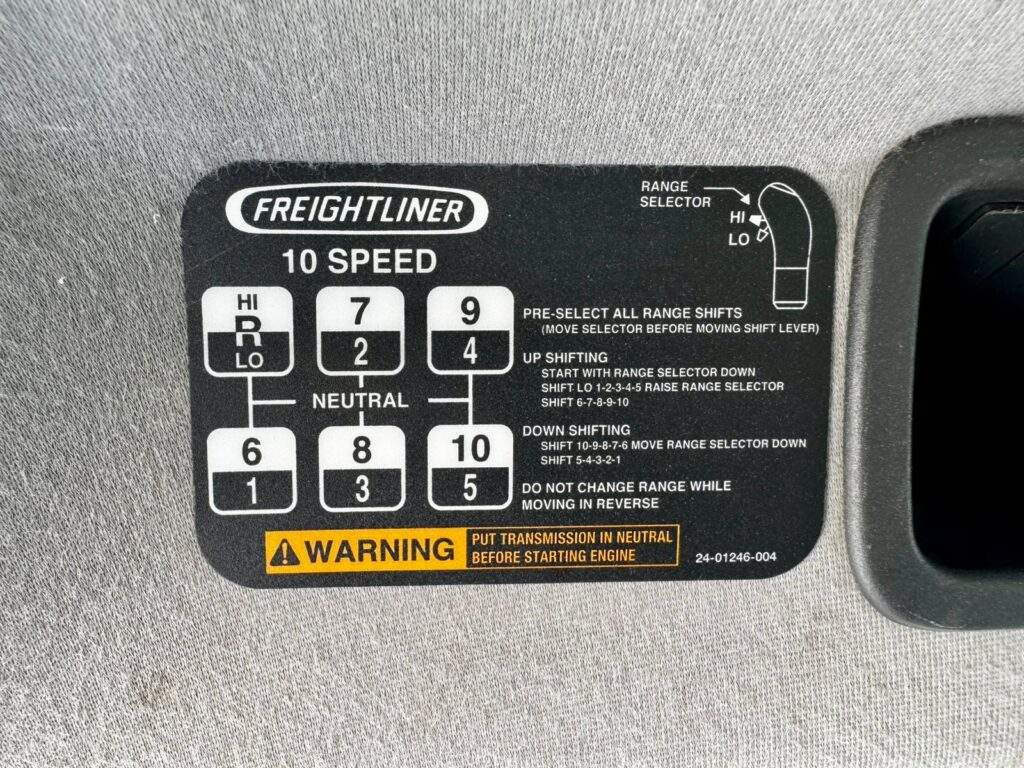 FREIGHTLINER
10 SPEED
RANGE
SELECTOR
HI
LO
HI
R
LO
7
2
9
4
NEUTRAL
6
1
8
3
10
5
PRE-SELECT ALL RANGE SHIFTS
(MOVE SELECTOR BEFORE MOVING SHIFT LEVER)
UP SHIFTING
START WITH RANGE SELECTOR DOWN
SHIFT LO 1-2-3-4-5 RAISE RANGE SELECTOR
SHIFT 6-7-8-9-10
DOWN SHIFTING
SHIFT 10-9-8-7-6 MOVE RANGE SELECTOR DOWN
SHIFT 5-4-3-2-1
DO NOT CHANGE RANGE WHILE
MOVING IN REVERSE
WARNING
PUT TRANSMISSION IN NEUTRAL
BEFORE STARTING ENGINE
24-01246-004